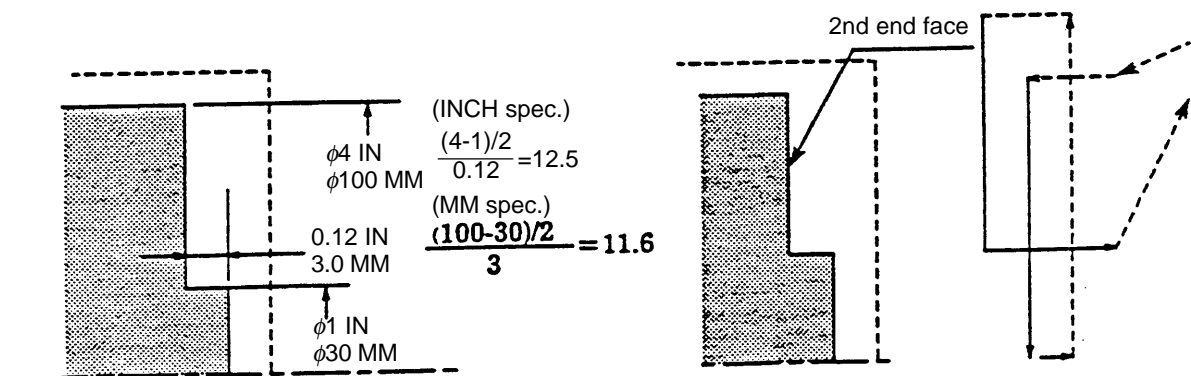 2nd end face
(INCH spec.)
(4-1)/2
0.12 =12.5
ϕ4 IN
ϕ100 MM
(MM spec.)
(100-30)/2
3 =11.6
0.12 IN
3.0 MM
ϕ1 IN
ϕ30 MM